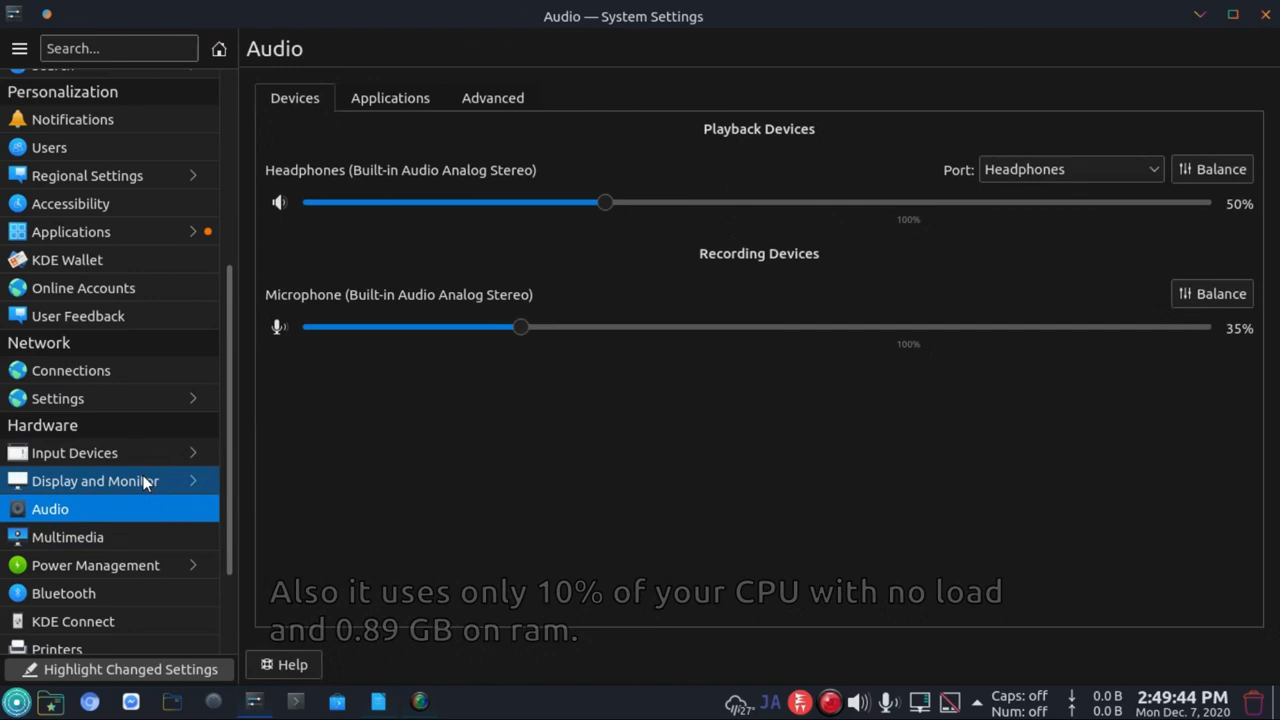 Audio — System Settings
Search...
Audio
Search
Personalization
Notifications
Users
Regional Settings
Accessibility
Applications
KDE Wallet
Online Accounts
User Feedback
Network
Connections
Settings
Hardware
Input Devices
Display and Monitor
Audio
Multimedia
Power Management
Bluetooth
KDE Connect
Printers
Highlight Changed Settings
Devices Applications Advanced
Playback Devices
Headphones (Built-in Audio Analog Stereo) Port: Headphones Balance
50%
100%
Recording Devices
Microphone (Built-in Audio Analog Stereo) Balance
35%
100%
Also it uses only 10% of your CPU with no load
and 0.89 GB on ram.
Help
27° JA
Caps: off
Num: off
0.0 B
0.0 B
2:49:44 PM
Mon Dec. 7, 2020